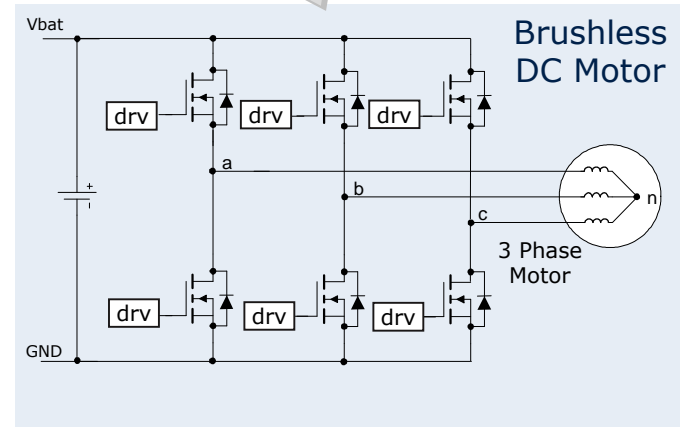 Vbat
Brushless
DC Motor
drv
drv
drv
a
b
n
c
3 Phase
Motor
+
-
drv
drv
drv
GND